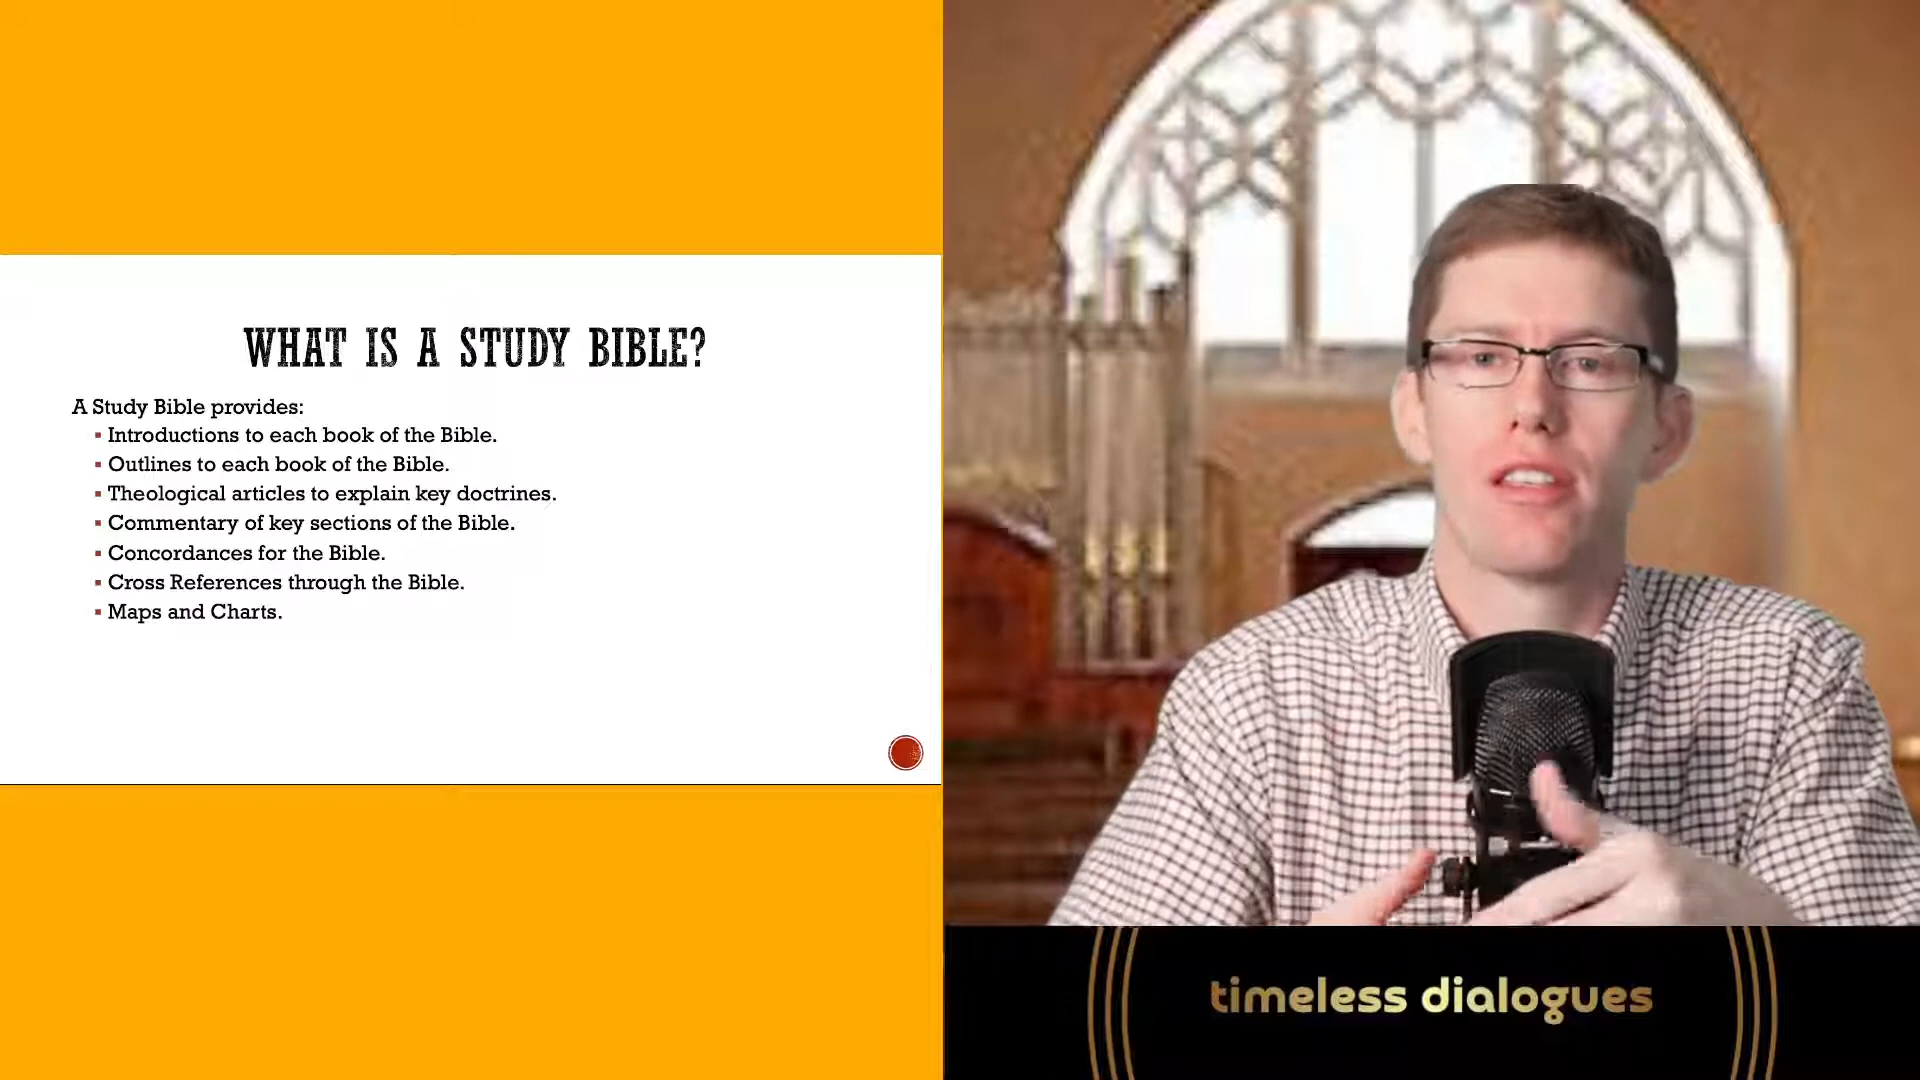 WHAT IS A STUDY BIBLE?
A Study Bible provides:
▪ Introductions to each book of the Bible.
▪ Outlines to each book of the Bible.
▪ Theological articles to explain key doctrines.
▪ Commentary of key sections of the Bible.
▪ Concordances for the Bible.
▪ Cross References through the Bible.
▪ Maps and Charts.
timeless dialogues